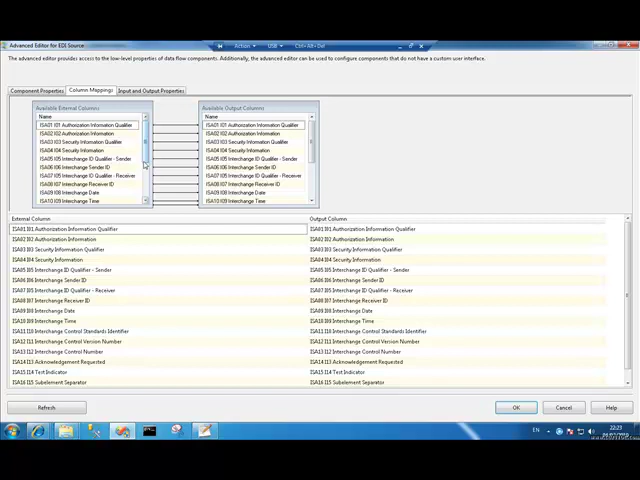 Advanced Editor for EDI Source
Action
USB
Ctrl+Alt+Del
The advanced editor provides access to the low-level properties of data flow components. Additionally, the advanced editor can be used to configure components that do not have a custom user interface.
Component Properties
Column Mappings
Input and Output Properties
Available External Columns
Name
ISA01 I01 Authorization Information Qualifier
ISA02 I02 Authorization Information
ISA03 I03 Security Information Qualifier
ISA04 I04 Security Information
ISA05 I05 Interchange ID Qualifier - Sender
ISA06 I06 Interchange Sender ID
ISA07 I05 Interchange ID Qualifier - Receiver
ISA08 I07 Interchange Receiver ID
ISA09 I08 Interchange Date
ISA10 I09 Interchange Time
Available Output Columns
Name
ISA01 I01 Authorization Information Qualifier
ISA02 I02 Authorization Information
ISA03 I03 Security Information Qualifier
ISA04 I04 Security Information
ISA05 I05 Interchange ID Qualifier - Sender
ISA06 I06 Interchange Sender ID
ISA07 I05 Interchange ID Qualifier - Receiver
ISA08 I07 Interchange Receiver ID
ISA09 I08 Interchange Date
ISA10 I09 Interchange Time
External Column
Output Column
ISA01 I01 Authorization Information Qualifier
ISA01 I01 Authorization Information Qualifier
ISA02 I02 Authorization Information
ISA02 I02 Authorization Information
ISA03 I03 Security Information Qualifier
ISA03 I03 Security Information Qualifier
ISA04 I04 Security Information
ISA04 I04 Security Information
ISA05 I05 Interchange ID Qualifier - Sender
ISA05 I05 Interchange ID Qualifier - Sender
ISA06 I06 Interchange Sender ID
ISA06 I06 Interchange Sender ID
ISA07 I05 Interchange ID Qualifier - Receiver
ISA07 I05 Interchange ID Qualifier - Receiver
ISA08 I07 Interchange Receiver ID
ISA08 I07 Interchange Receiver ID
ISA09 I08 Interchange Date
ISA09 I08 Interchange Date
ISA10 I09 Interchange Time
ISA10 I09 Interchange Time
ISA11 I10 Interchange Control Standards Identifier
ISA11 I10 Interchange Control Standards Identifier
ISA12 I11 Interchange Control Version Number
ISA12 I11 Interchange Control Version Number
ISA13 I12 Interchange Control Number
ISA13 I12 Interchange Control Number
ISA14 I13 Acknowledgement Requested
ISA14 I13 Acknowledgement Requested
ISA15 I14 Test Indicator
ISA15 I14 Test Indicator
ISA16 I15 Subelement Separator
ISA16 I15 Subelement Separator
Refresh
OK
Cancel
Help
EN
22:23